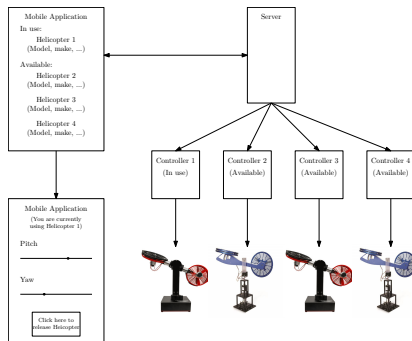 Mobile Application
In use:
Helicopter 1
(Model, make, ...)
Available:
Helicopter 2
(Model, make, ...)
Helicopter 3
(Model, make, ...)
Helicopter 4
(Model, make, ...)
Server
Controller 1
(In use)
Controller 2
(Available)
Controller 3
(Available)
Controller 4
(Available)
Mobile Application
(You are currently
using Helicopter 1)
Pitch
Yaw
Click here to
release Heicopter